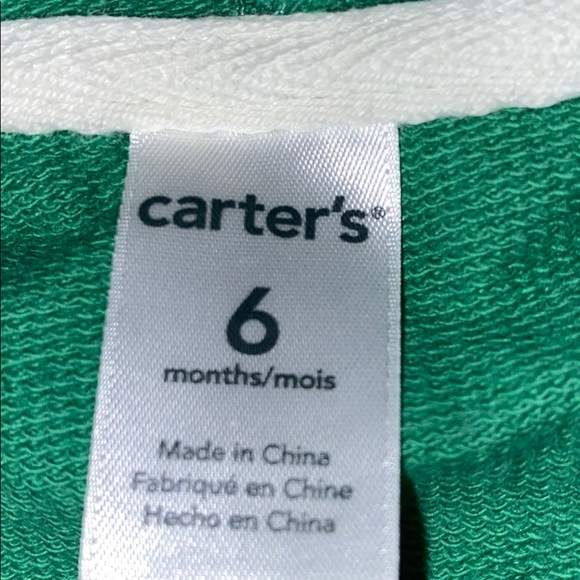 carter's®
6
months/mois
Made in China
Fabriqué en Chine
Hecho en China